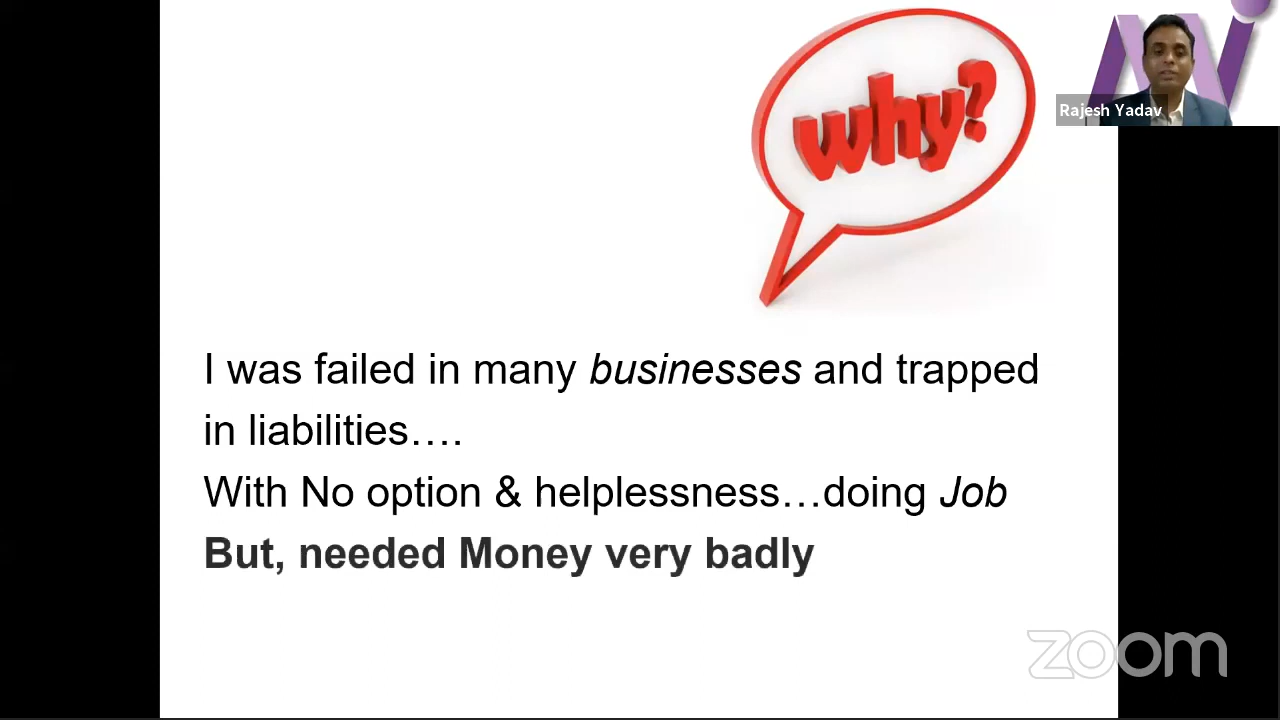 why?
Rajesh Yadav
I was failed in many businesses and trapped
in liabilities….
With No option & helplessness…doing Job
But, needed Money very badly
zoom